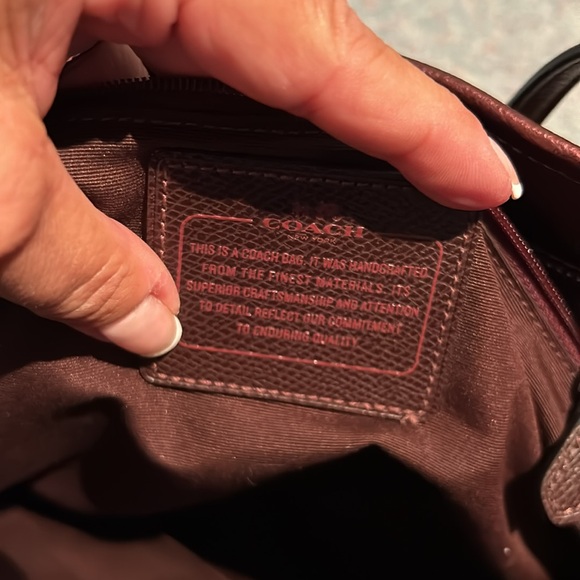 COACH
NEW YORK
THIS IS A COACH BAG. IT WAS HANDCRAFTED
FROM THE FINEST MATERIALS. ITS
SUPERIOR CRAFTSMANSHIP AND ATTENTION
TO DETAIL REFLECT OUR COMMITMENT
TO ENDURING QUALITY.